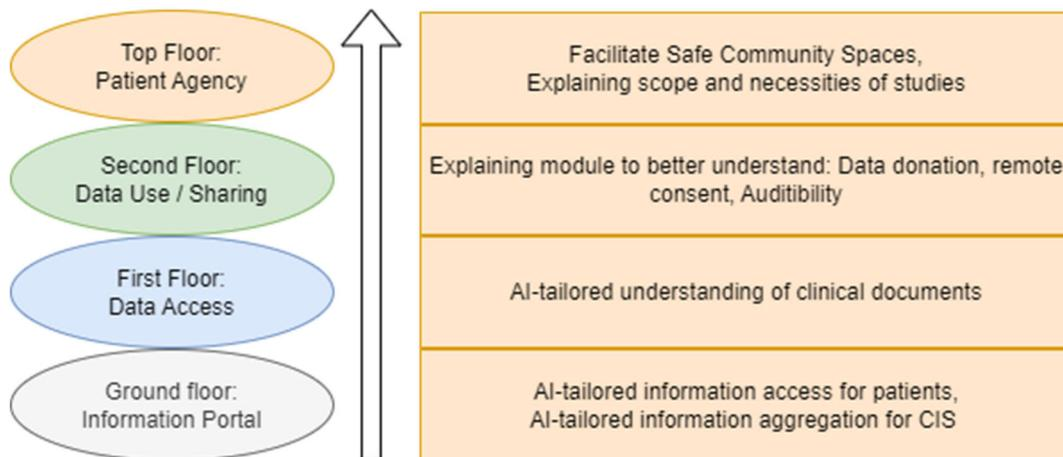 Top Floor:
Patient Agency
Facilitate Safe Community Spaces,
Explaining scope and necessities of studies
Second Floor:
Data Use / Sharing
Explaining module to better understand: Data donation, remote
consent, Auditibility
First Floor:
Data Access
AI-tailored understanding of clinical documents
Ground floor:
Information Portal
AI-tailored information access for patients,
AI-tailored information aggregation for CIS